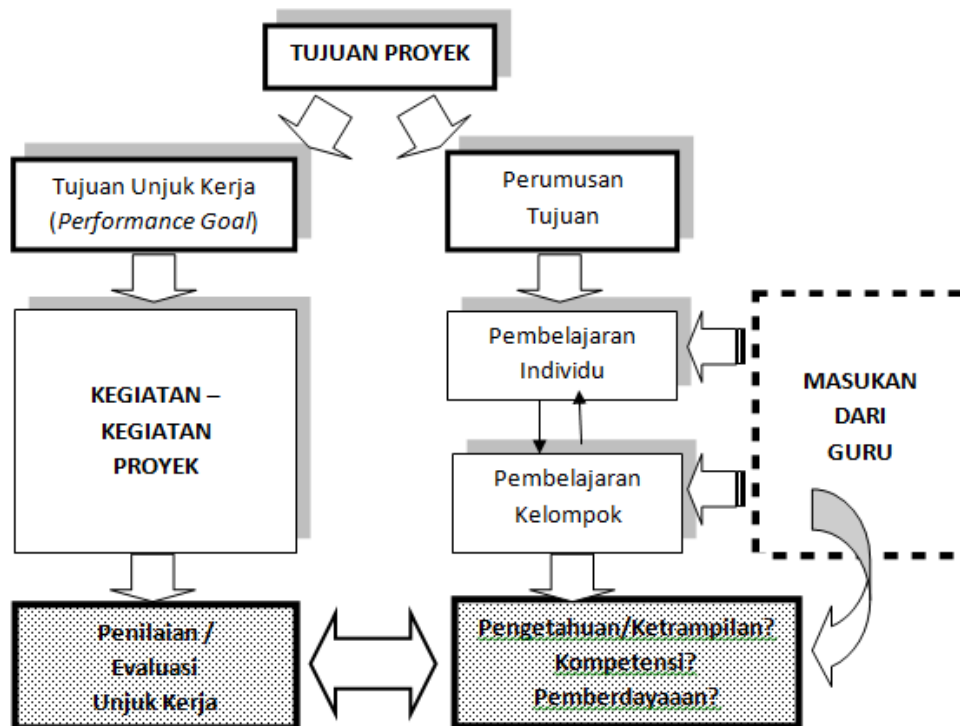 TUJUAN PROYEK
Tujuan Unjuk Kerja
(Performance Goal)
Perumusan
Tujuan
KEGIATAN –
KEGIATAN
PROYEK
Pembelajaran
Individu
Pembelajaran
Kelompok
MASUKAN
DARI
GURU
Penilaian /
Evaluasi
Unjuk Kerja
Pengetahuan/Ketrampilan?
Kompetensi?
Pemberdayaaan?